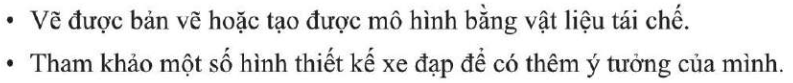 • Vẽ được bản vẽ hoặc tạo được mô hình bằng vật liệu tái chế.
• Tham khảo một số hình thiết kế xe đạp để có thêm ý tưởng của mình.